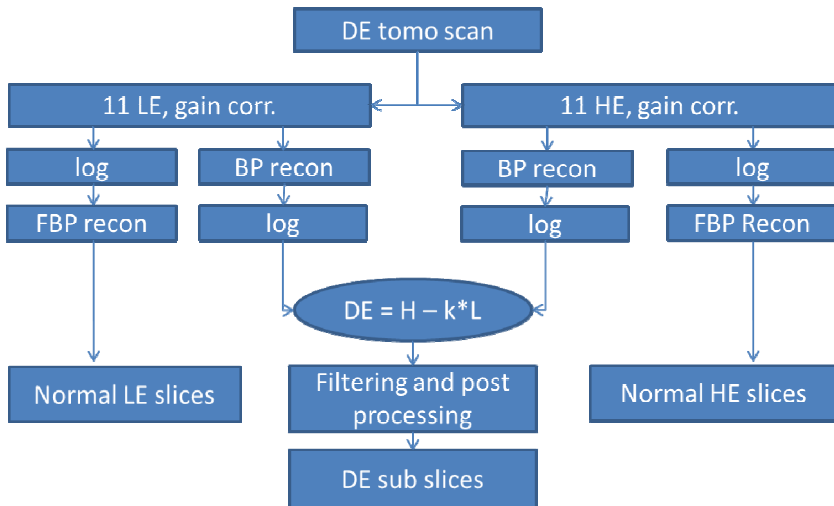 DE tomo scan
11 LE, gain corr.
11 HE, gain corr.
log
BP recon
BP recon
log
FBP recon
log
log
FBP Recon
DE = H – k*L
Normal LE slices
Filtering and post
processing
Normal HE slices
DE sub slices